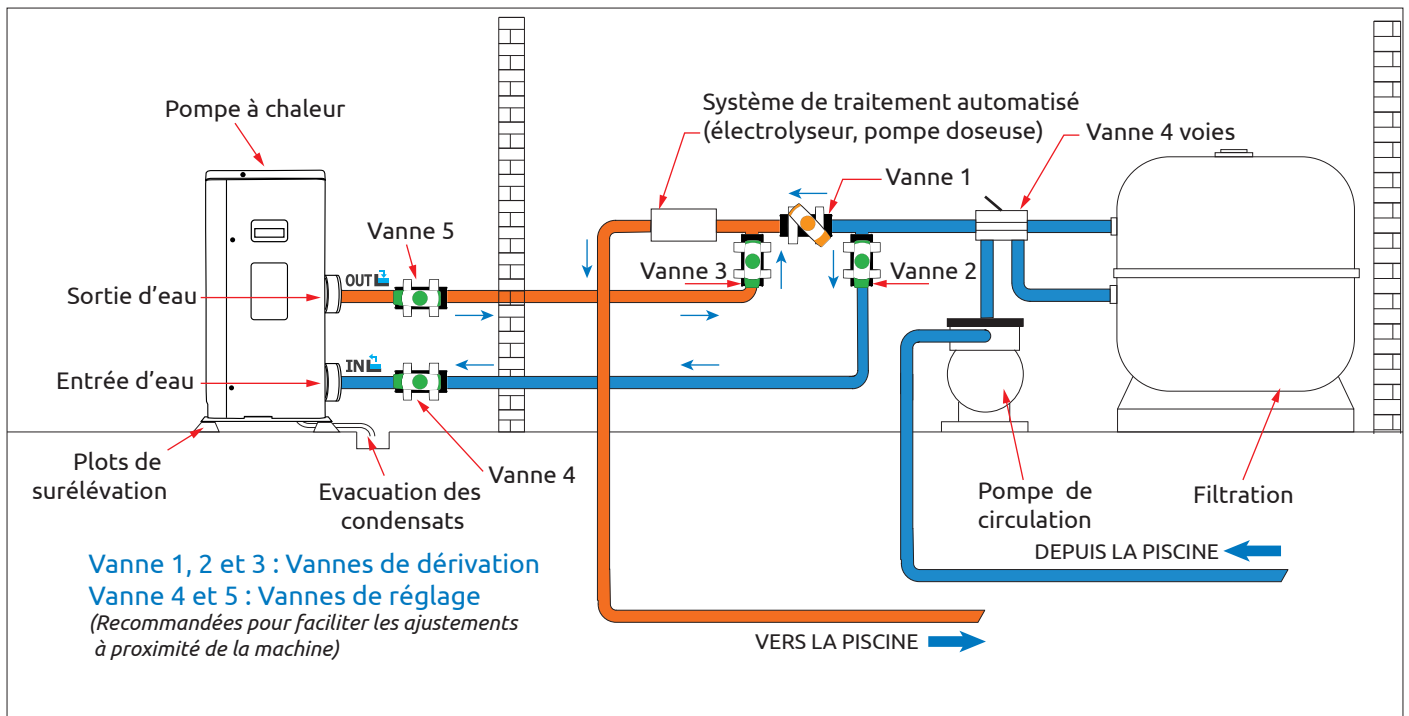 Pompe à chaleur
Système de traitement automatisé
(électrolyseur, pompe doseuse)
Vanne 4 voies
Vanne 1
Vanne 5
Vanne 3
Vanne 2
OUT
Sortie d'eau
IN
Entrée d'eau
Plots de
surélévation
Evacuation des
condensats
Vanne 4
Pompe de
circulation
Filtration
DEPUIS LA PISCINE
Vanne 1, 2 et 3 : Vannes de dérivation
Vanne 4 et 5 : Vannes de réglage
(Recommandées pour faciliter les ajustements
à proximité de la machine)
VERS LA PISCINE